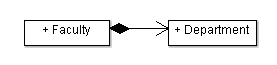 + Faculty
+ Department